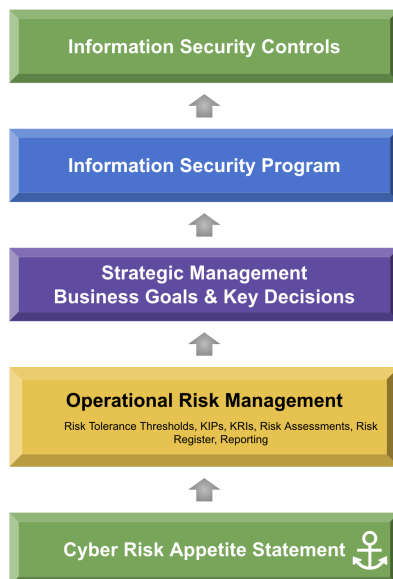 Information Security Controls
Information Security Program
Strategic Management
Business Goals & Key Decisions
Operational Risk Management
Risk Tolerance Thresholds, KIPs, KRIs, Risk Assessments, Risk
Register, Reporting
Cyber Risk Appetite Statement